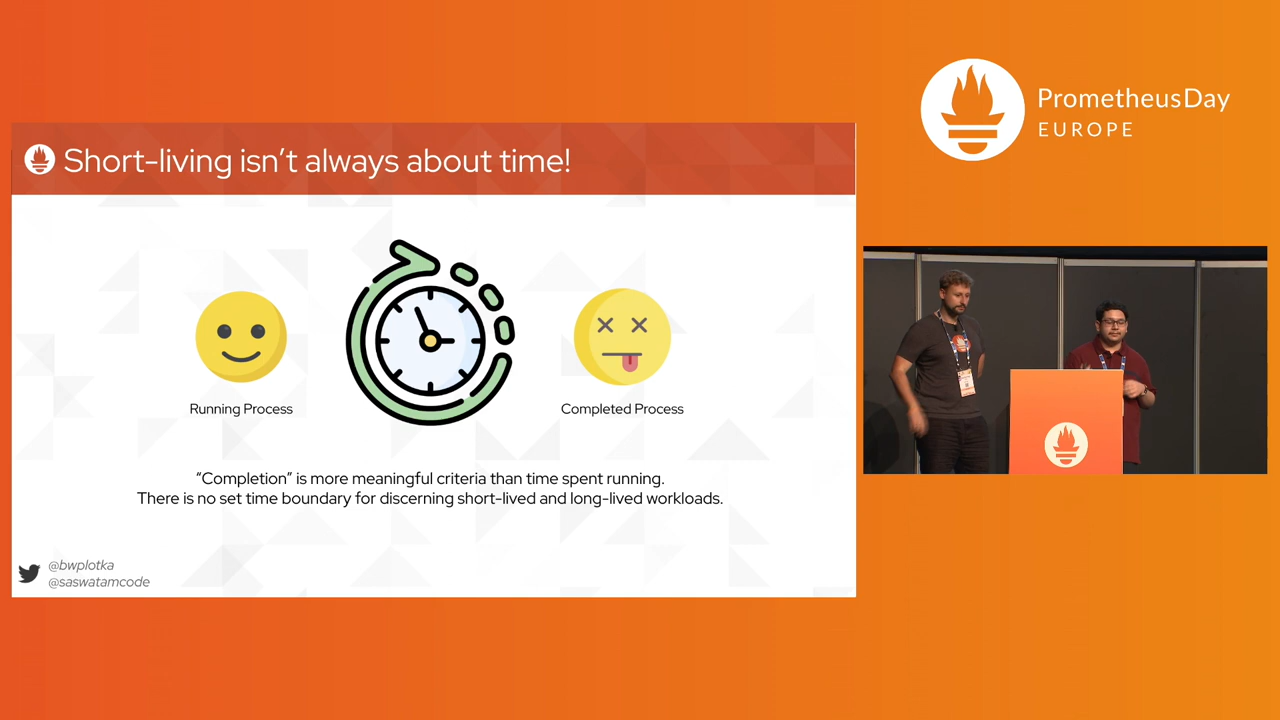 Short-living isn't always about time!
Running Process
Completed Process
“Completion” is more meaningful criteria than time spent running.
There is no set time boundary for discerning short-lived and long-lived workloads.
@bwplotka
@saswatamcode
PrometheusDay
EUROPE